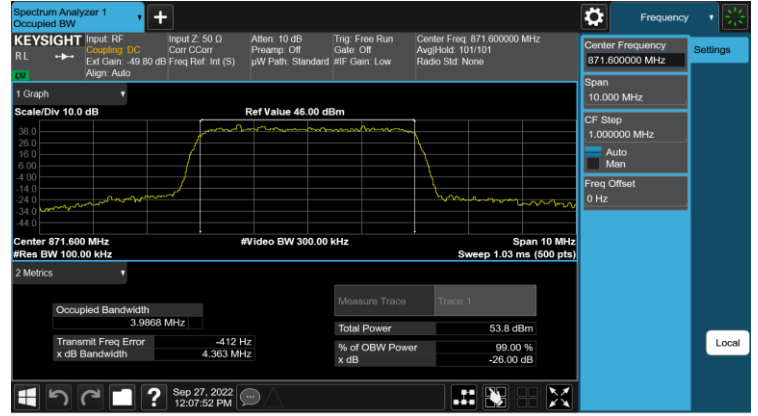 Spectrum Analyzer 1
Occupied BW
Frequency
KEYSIGHT Input: RF Input Z: 50 Ω Atten: 10 dB Trig: Free Run Center Freq: 871.600000 MHz
RL Coupling: DC Corr CCorr Preamp: Off Gate: Off Avg|Hold: 101/101
Ext Gain: -49.80 dB Freq Ref: Int (S) µW Path: Standard #IF Gain: Low Radio Std: None
Align: Auto
LXI
Center Frequency
871.600000 MHz
Settings
Span
10.000 MHz
CF Step
1.000000 MHz
Auto
Man
Freq Offset
0 Hz
1 Graph
Scale/Div 10.0 dB Ref Value 46.00 dBm
36.0
26.0
16.0
6.00
-4.00
-14.0
-24.0
-34.0
-44.0
Center 871.600 MHz #Video BW 300.00 kHz Span 10 MHz
#Res BW 100.00 kHz Sweep 1.03 ms (500 pts)
2 Metrics
Measure Trace Trace 1
Occupied Bandwidth
3.9868 MHz
Total Power 53.8 dBm
Transmit Freq Error -412 Hz % of OBW Power 99.00 %
x dB Bandwidth 4.363 MHz x dB -26.00 dB
Local
? Sep 27, 2022
12:07:52 PM